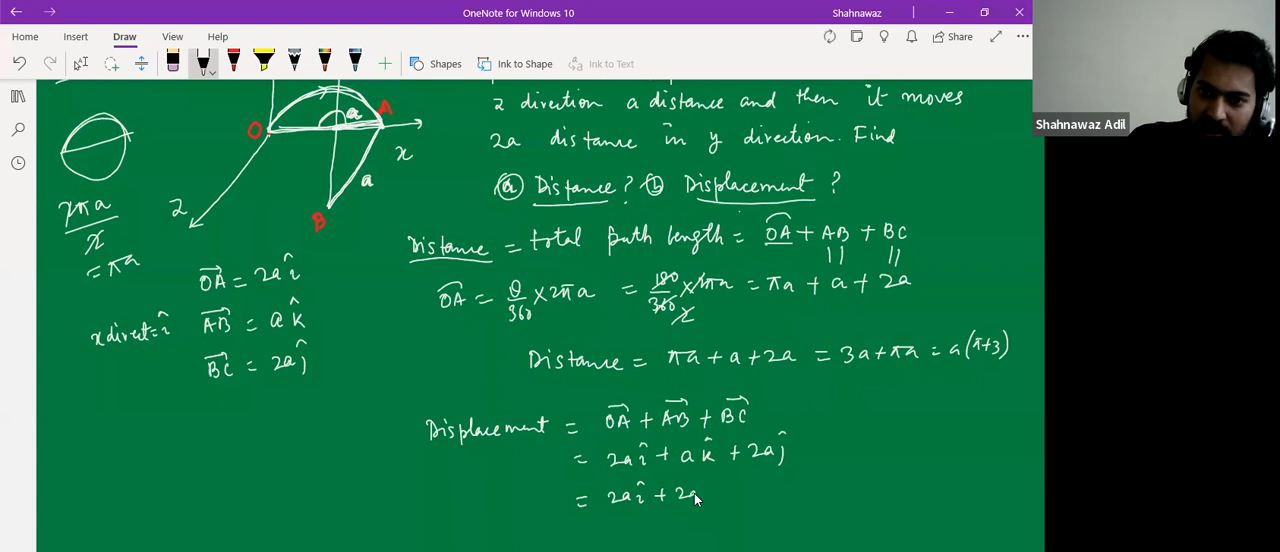 OneNote for Windows 10
Shahnawaz
Home Insert Draw View Help Share
Shapes Ink to Shape Ink to Text
Shahnawaz Adil
O
a
A
x
a
z
B
2πa
2
= πa
z direction a distance and then it moves
2a distance in y direction. Find
ⓐ Distance? ⓑ Displacement?
Distance = total path length = OA + AB + BC
OA = θ/360 × 2πa = 180/360 × 2πa = πa + a + 2a
Distance = πa + a + 2a = 3a + πa = a(π+3)
OA = 2a î
x direct = î AB = a k̂
BC = 2a ĵ
Displacement = OA + AB + BC
= 2a î + a k̂ + 2a ĵ
= 2a î + 2a